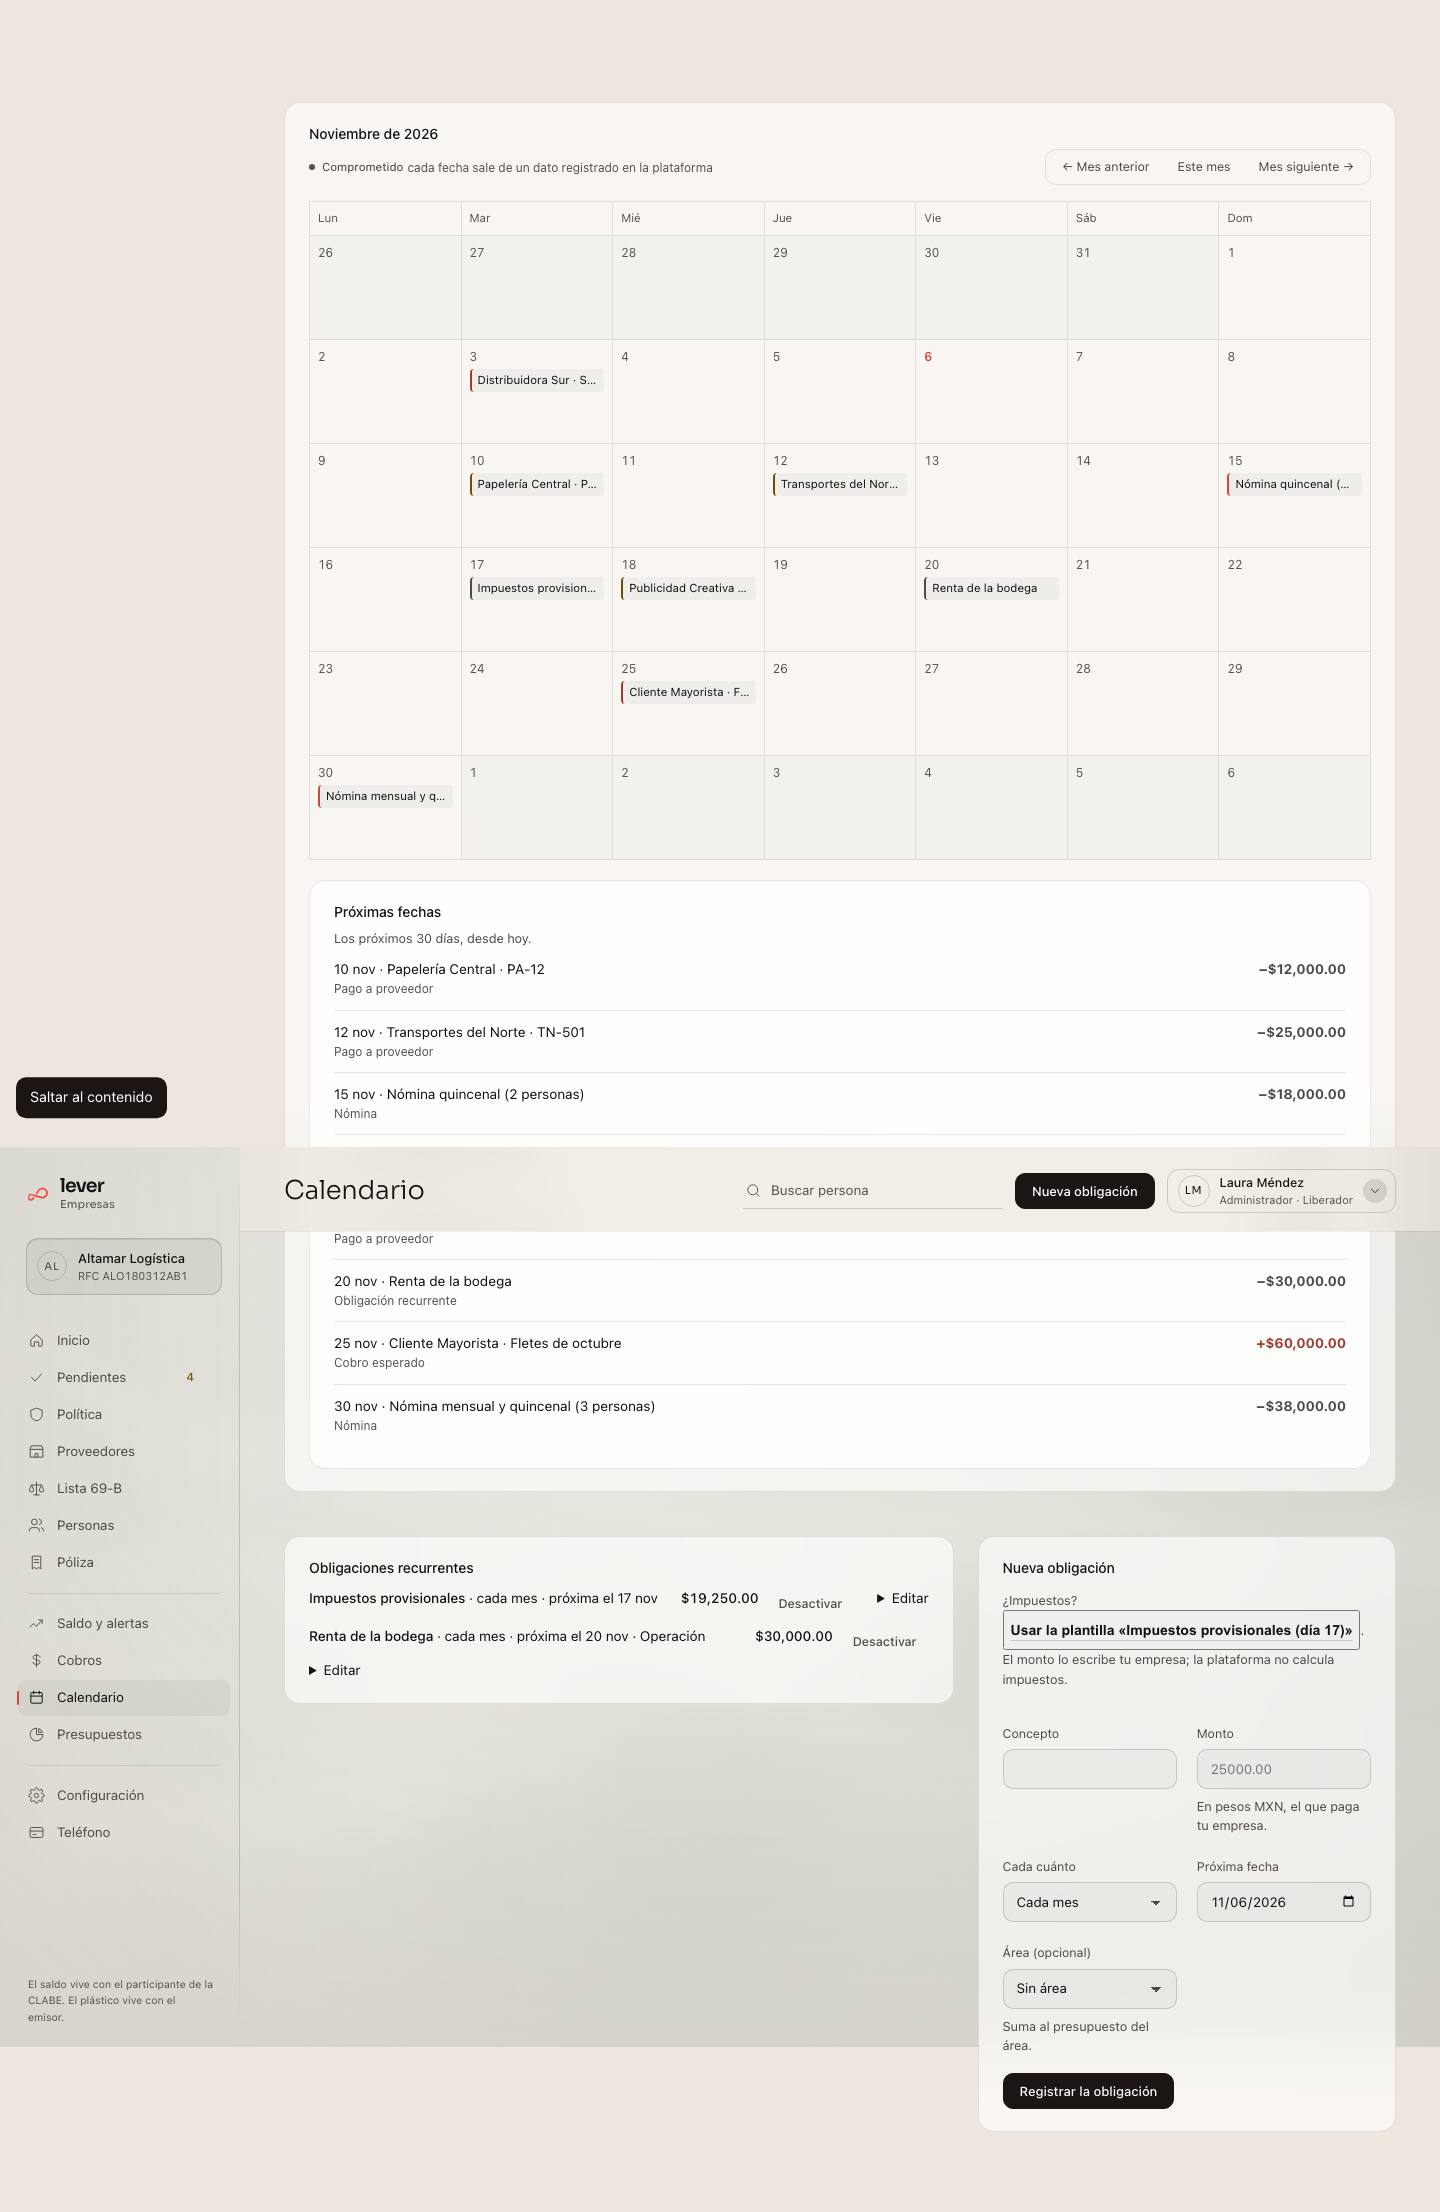 Noviembre de 2026
Comprometido cada fecha sale de un dato registrado en la plataforma
← Mes anterior Este mes Mes siguiente →
Lun Mar Mié Jue Vie Sáb Dom
26 27 28 29 30 31 1
2 3 4 5 6 7 8
Distribuidora Sur · S...
9 10 11 12 13 14 15
Papelería Central · P... Transportes del Nor... Nómina quincenal (...
16 17 18 19 20 21 22
Impuestos provision... Publicidad Creativa ... Renta de la bodega
23 24 25 26 27 28 29
Cliente Mayorista · F...
30 1 2 3 4 5 6
Nómina mensual y q...
Próximas fechas
Los próximos 30 días, desde hoy.
10 nov · Papelería Central · PA-12 −$12,000.00
Pago a proveedor
12 nov · Transportes del Norte · TN-501 −$25,000.00
Pago a proveedor
15 nov · Nómina quincenal (2 personas) −$18,000.00
Nómina
Saltar al contenido
lever
Empresas
Altamar Logística
AL
RFC ALO180312AB1
Inicio
Pendientes 4
Política
Proveedores
Lista 69-B
Personas
Póliza
Saldo y alertas
Cobros
Calendario
Presupuestos
Configuración
Teléfono
El saldo vive con el participante de la
CLABE. El plástico vive con el
emisor.
Calendario
Buscar persona
Nueva obligación
LM
Laura Méndez
Administrador · Liberador
Pago a proveedor
20 nov · Renta de la bodega −$30,000.00
Obligación recurrente
25 nov · Cliente Mayorista · Fletes de octubre +$60,000.00
Cobro esperado
30 nov · Nómina mensual y quincenal (3 personas) −$38,000.00
Nómina
Obligaciones recurrentes
Impuestos provisionales · cada mes · próxima el 17 nov $19,250.00 Desactivar ▶ Editar
Renta de la bodega · cada mes · próxima el 20 nov · Operación $30,000.00 Desactivar
▶ Editar
Nueva obligación
¿Impuestos?
Usar la plantilla «Impuestos provisionales (día 17)» .
El monto lo escribe tu empresa; la plataforma no calcula
impuestos.
Concepto Monto
25000.00
En pesos MXN, el que paga
tu empresa.
Cada cuánto Próxima fecha
Cada mes 11/06/2026
Área (opcional)
Sin área
Suma al presupuesto del
área.
Registrar la obligación